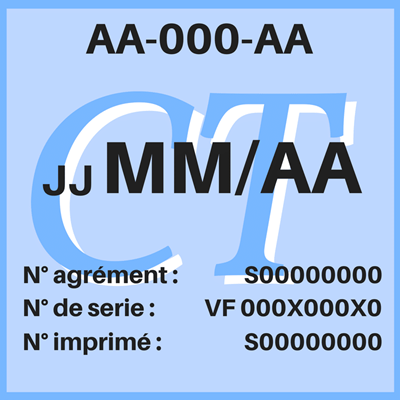 AA-000-AA
CT
JJ MM/AA
N° agrément : S00000000
N° de serie : VF 000X000X0
N° imprimé : S00000000